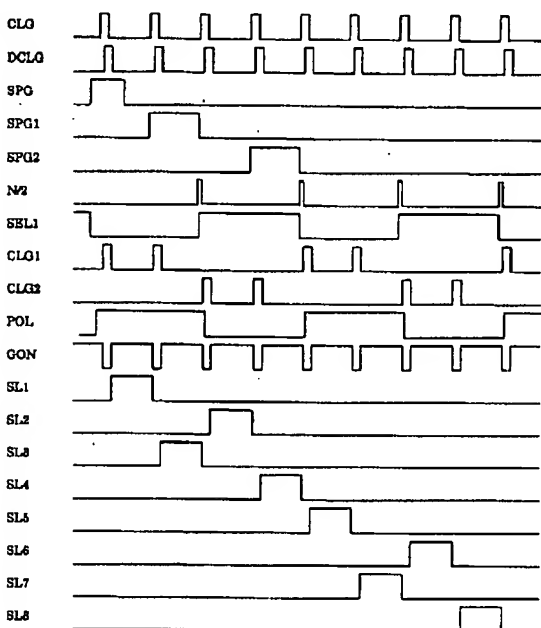 CLG
DCLG
SPG
SPG1
SPG2
N/2
SEL1
CLG1
CLG2
POL
GON
SL1
SL2
SL3
SL4
SL5
SL6
SL7
SL8